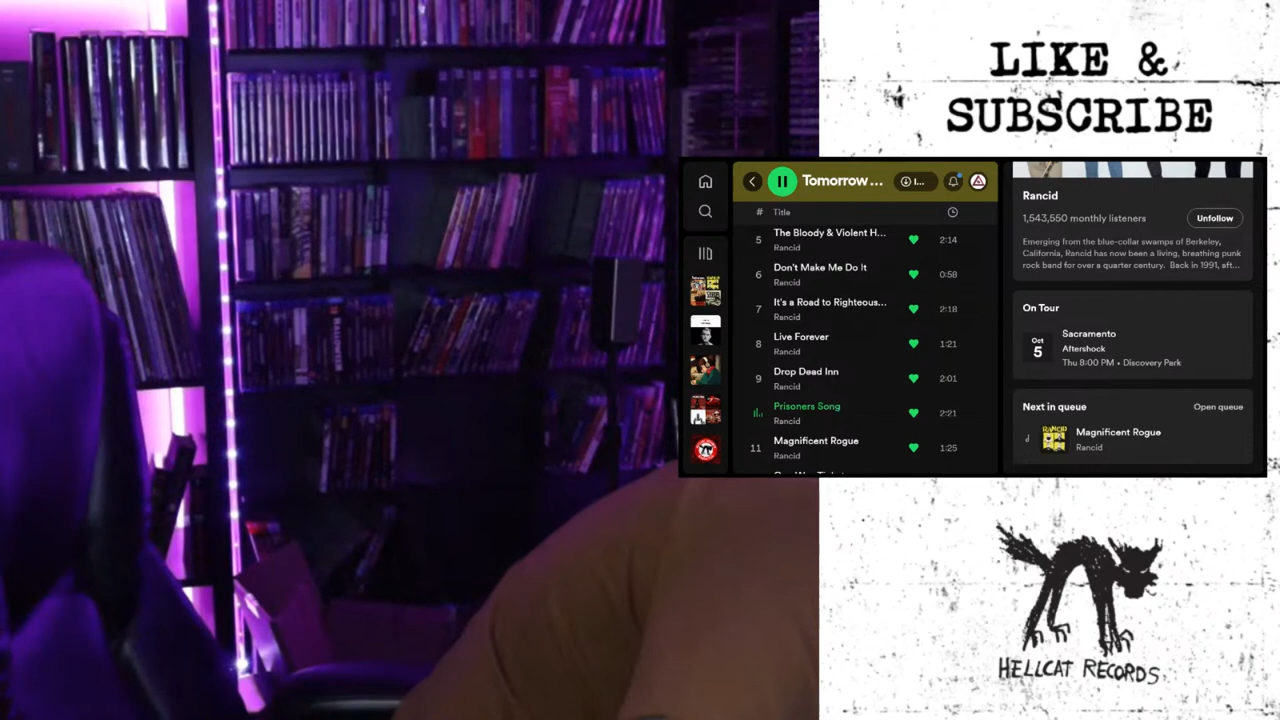 LIKE &
SUBSCRIBE
Tomorrow ...
I...
# Title
5 The Bloody & Violent H... 2:14
Rancid
6 Don't Make Me Do It 0:58
Rancid
7 It's a Road to Righteous... 2:18
Rancid
8 Live Forever 1:21
Rancid
9 Drop Dead Inn 2:01
Rancid
Prisoners Song 2:21
Rancid
11 Magnificent Rogue 1:25
Rancid
Rancid
1,543,550 monthly listeners Unfollow
Emerging from the blue-collar swamps of Berkeley,
California, Rancid has now been a living, breathing punk
rock band for over a quarter century. Back in 1991, aft...
On Tour
Oct
5
Sacramento
Aftershock
Thu 8:00 PM • Discovery Park
Next in queue Open queue
RANCID
Magnificent Rogue
Rancid
HELLCAT RECORDS